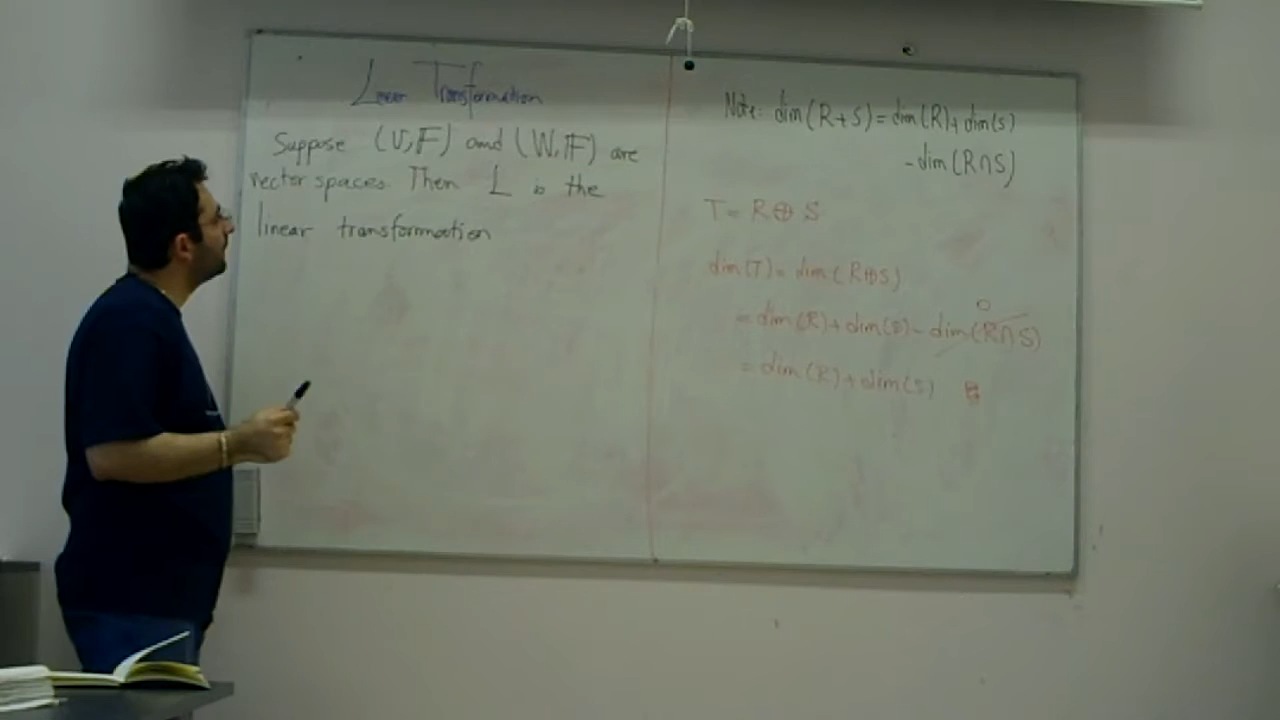 Linear Transformation
Suppose (U, F) and (W, F) are
vector spaces. Then L is the
linear transformation
Note: dim(R+S) = dim(R) + dim(S)
- dim(R∩S)
T = R ⊕ S
dim(T) = dim(R⊕S)
= dim(R) + dim(S) - dim(R∩S) 0
= dim(R) + dim(S)